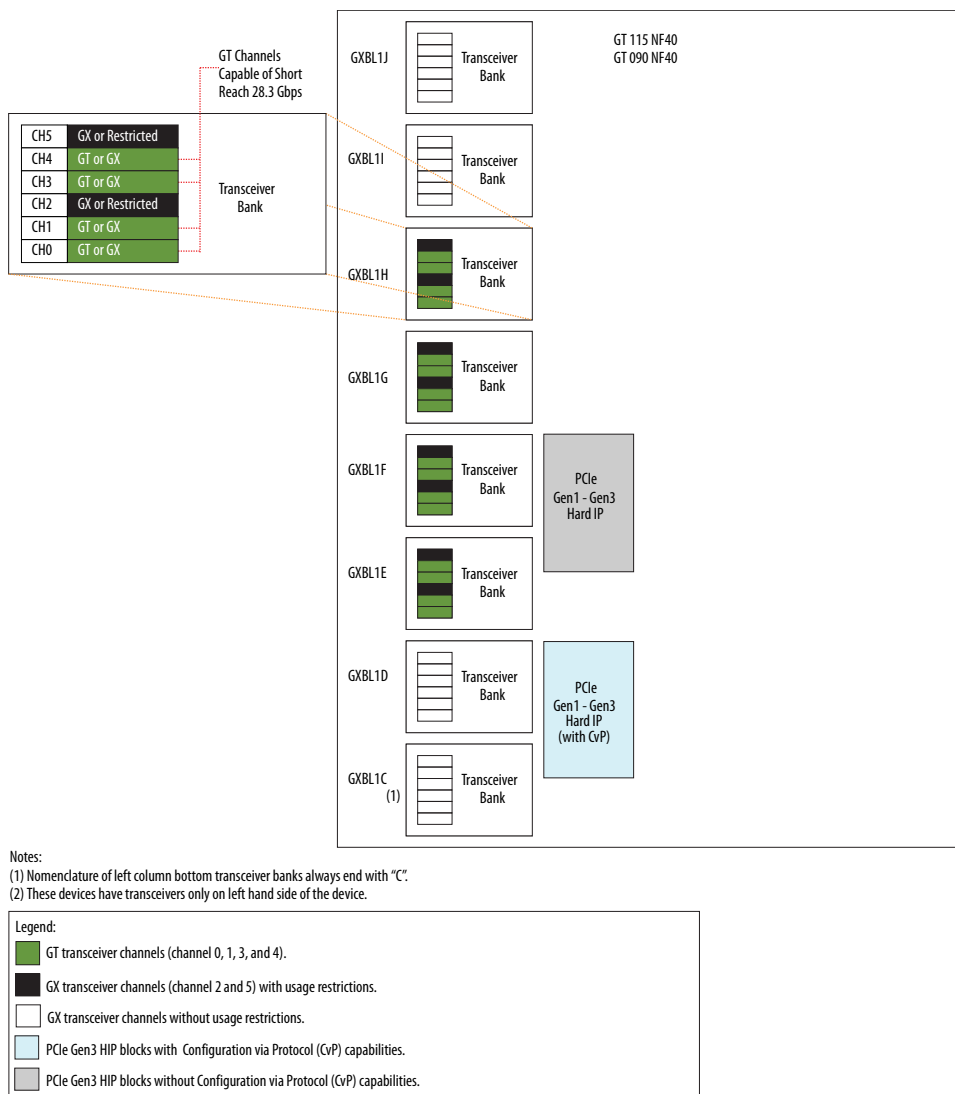 GT 115 NF40
GT 090 NF40
GT Channels
Capable of Short
Reach 28.3 Gbps
CH5 GX or Restricted
CH4 GT or GX
CH3 GT or GX
CH2 GX or Restricted
CH1 GT or GX
CH0 GT or GX
Transceiver
Bank
GXBL1J
Transceiver
Bank
GXBL1I
Transceiver
Bank
GXBL1H
Transceiver
Bank
GXBL1G
Transceiver
Bank
GXBL1F
Transceiver
Bank
PCIe
Gen1 - Gen3
Hard IP
GXBL1E
Transceiver
Bank
GXBL1D
Transceiver
Bank
PCIe
Gen1 - Gen3
Hard IP
(with CvP)
GXBL1C
(1)
Transceiver
Bank
Notes:
(1) Nomenclature of left column bottom transceiver banks always end with “C”.
(2) These devices have transceivers only on left hand side of the device.
Legend:
GT transceiver channels (channel 0, 1, 3, and 4).
GX transceiver channels (channel 2 and 5) with usage restrictions.
GX transceiver channels without usage restrictions.
PCIe Gen3 HIP blocks with Configuration via Protocol (CvP) capabilities.
PCIe Gen3 HIP blocks without Configuration via Protocol (CvP) capabilities.